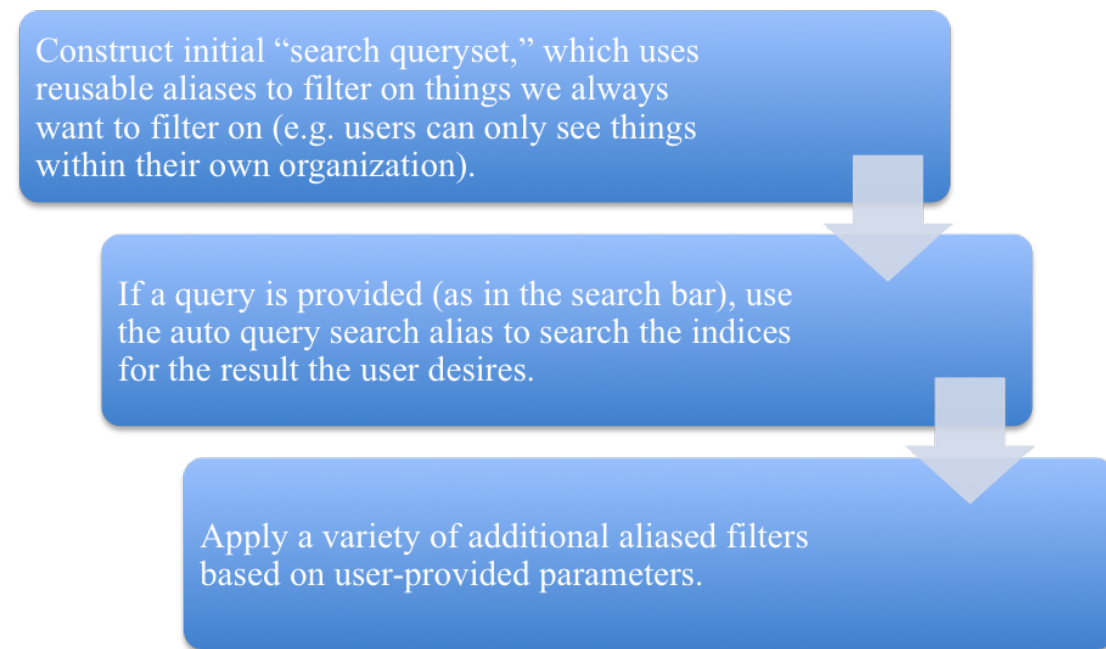 Construct initial “search queryset,” which uses
reusable aliases to filter on things we always
want to filter on (e.g. users can only see things
within their own organization).
If a query is provided (as in the search bar), use
the auto query search alias to search the indices
for the result the user desires.
Apply a variety of additional aliased filters
based on user-provided parameters.